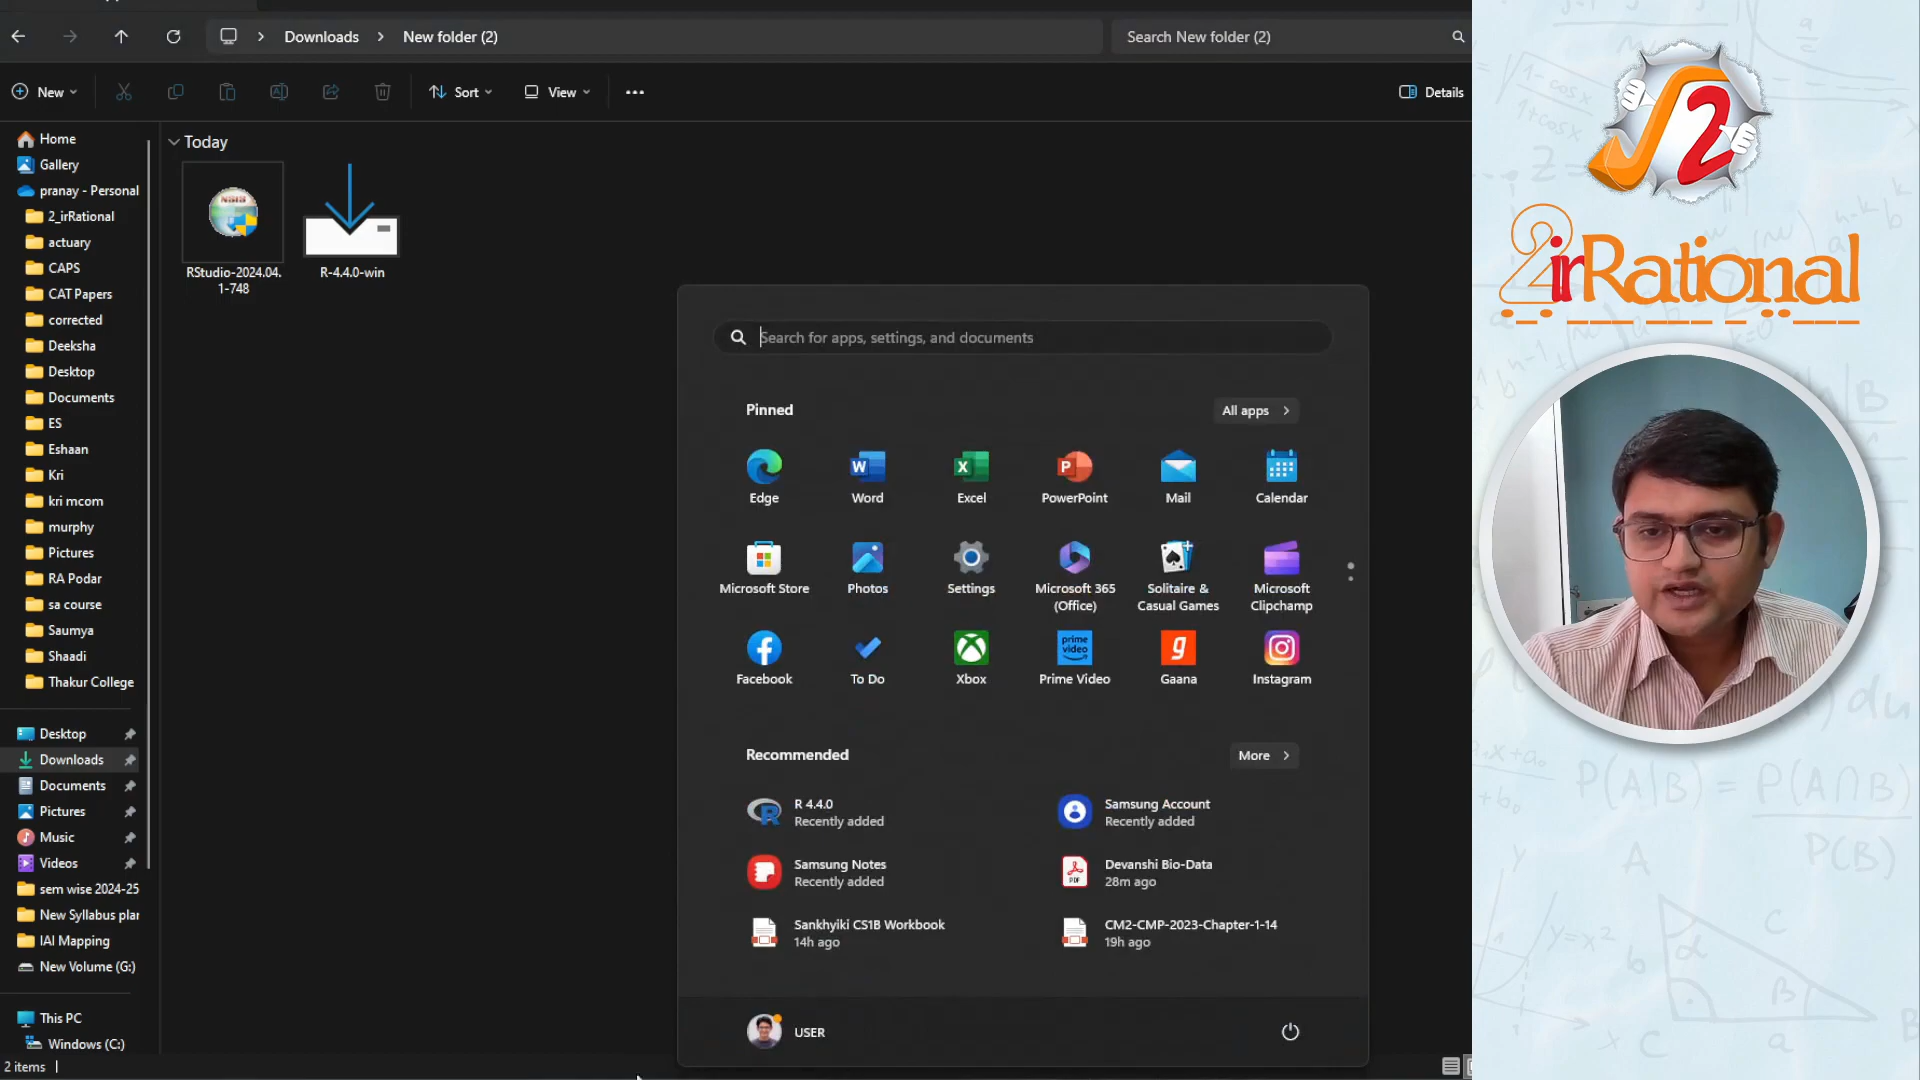 Downloads
New folder (2)
Search New folder (2)
New
Sort
View
Details
Home
Gallery
pranay - Personal
2_irRational
actuary
CAPS
CAT Papers
corrected
Deeksha
Desktop
Documents
ES
Eshaan
Kri
kri mcom
murphy
Pictures
RA Podar
sa course
Saumya
Shaadi
Thakur College
Desktop
Downloads
Documents
Pictures
Music
Videos
sem wise 2024-25
New Syllabus plar
IAI Mapping
New Volume (G:)
This PC
Windows (C:)
2 items
Today
RStudio-2024.04.
1-748
R-4.4.0-win
Search for apps, settings, and documents
Pinned
All apps
Edge
Word
Excel
PowerPoint
Mail
Calendar
Microsoft Store
Photos
Settings
Microsoft 365
(Office)
Solitaire &
Casual Games
Microsoft
Clipchamp
prime
video
Facebook
To Do
Xbox
Prime Video
Gaana
Instagram
Recommended
More
R 4.4.0
Recently added
Samsung Account
Recently added
Samsung Notes
Recently added
Devanshi Bio-Data
28m ago
Sankhyiki CS1B Workbook
14h ago
CM2-CMP-2023-Chapter-1-14
19h ago
USER
√2
2irRational
P(A|B) = P(A∩B)
P(B)